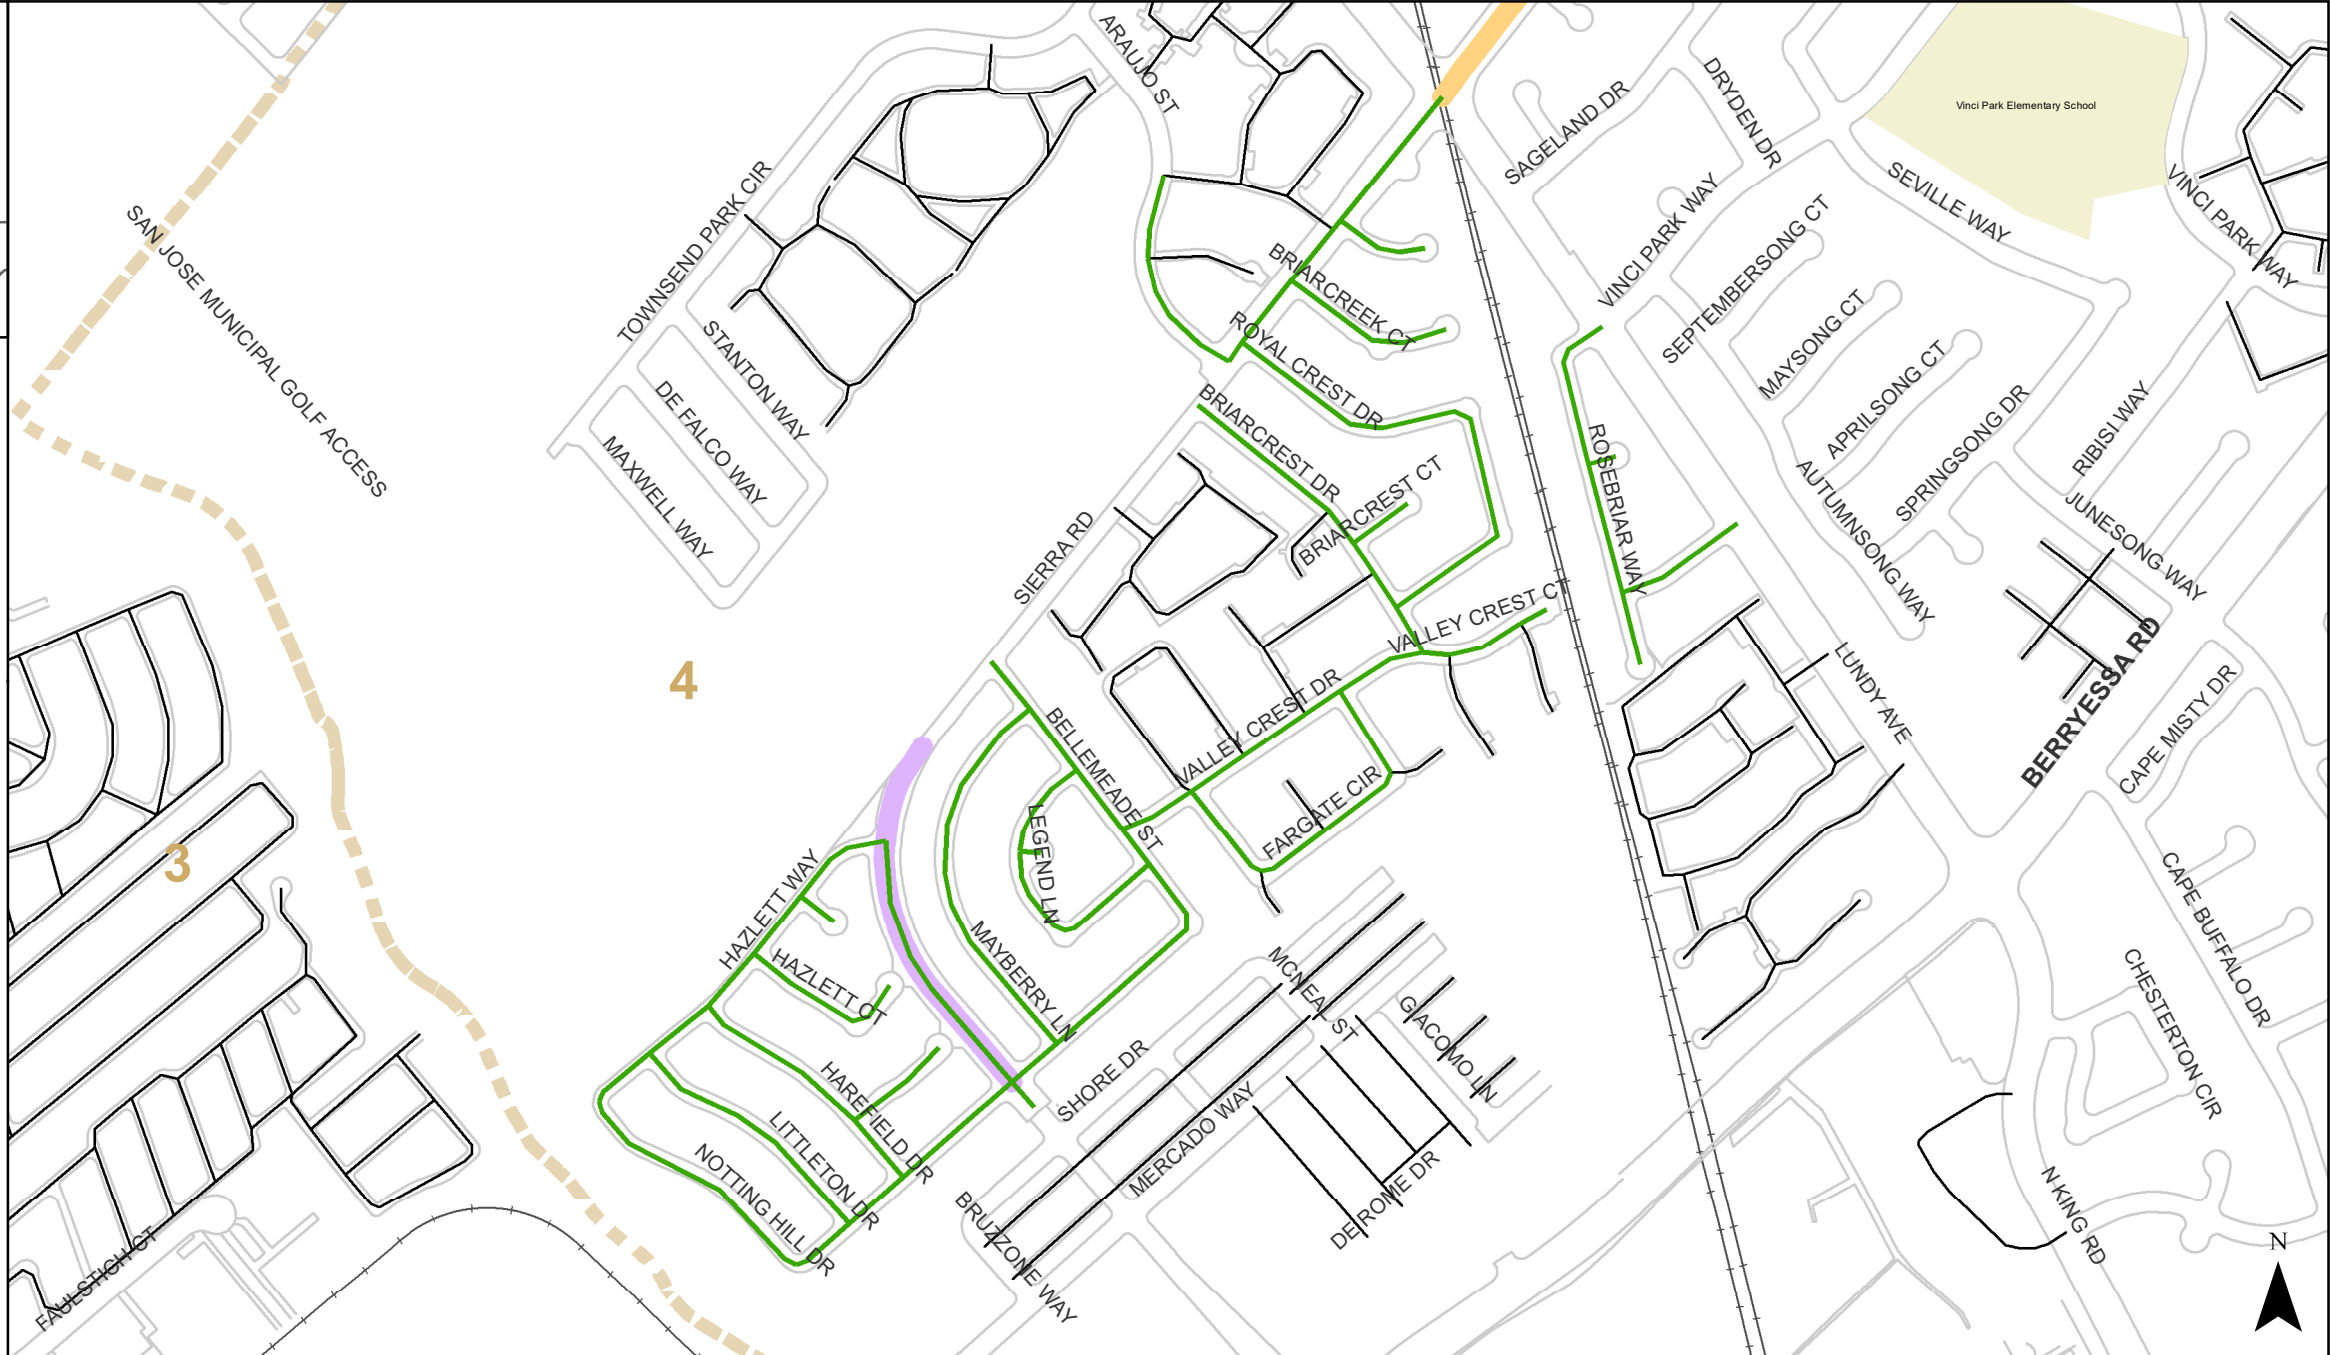 ARAUJO ST
DRYDEN DR
SAGELAND DR
Vinci Park Elementary School
SEVILLE WAY
VINCI PARK WAY
TOWNSEND PARK CIR
SAN JOSE MUNICIPAL GOLF ACCESS
VINCI PARK WAY
SEPTEMBERSONG CT
BRIARCREEK CT
ROYAL CREST DR
STANTON WAY
MAYSONG CT
DE FALCO WAY
APRILSONG CT
BRIARCREST DR
SPRINGSONG DR
RIBISI WAY
MAXWELL WAY
BRIARCREST CT
ROSEBRIAR WAY
AUTUMNSONG WAY
JUNESONG WAY
SIERRA RD
VALLEY CREST CT
4
BERRYESSA RD
LUNDY AVE
CAPE MISTY DR
VALLEY CREST DR
BELLEMEADE ST
FARGATE CIR
LEGEND LN
3
HAZLETT WAY
CAPE BUFFALO DR
MAYBERRY LN
HAZLETT CT
MCNEAL ST
GIACOMO LN
CHESTERTON CIR
SHORE DR
HAREFIELD DR
LITTLETON DR
MERCADO WAY
NOTTING HILL DR
DE ROME DR
N KING RD
BRUZZONE WAY
FAULSTICH CT
N